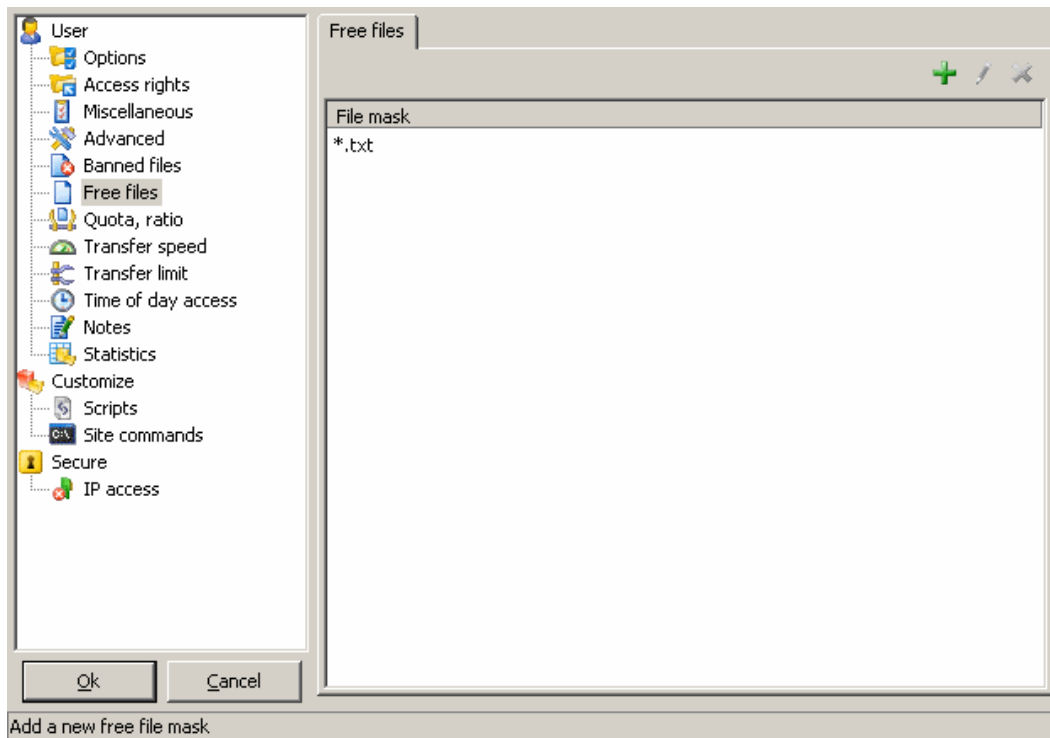 User
Options
Access rights
Miscellaneous
Advanced
Banned files
Free files
Quota, ratio
Transfer speed
Transfer limit
Time of day access
Notes
Statistics
Customize
Scripts
C:\
Site commands
Secure
IP access
Ok
Cancel
Free files
File mask
*.txt
Add a new free file mask